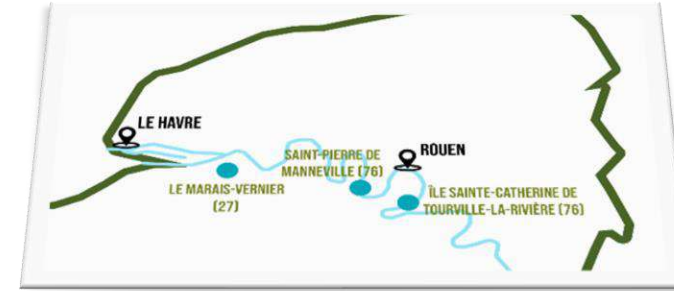 LE HAVRE
SAINT-PIERRE DE
MANNEVILLE (76)
ROUEN
LE MARAIS-VERNIER
(27)
ÎLE SAINTE-CATHERINE DE
TOURVILLE-LA-RIVIÈRE (76)